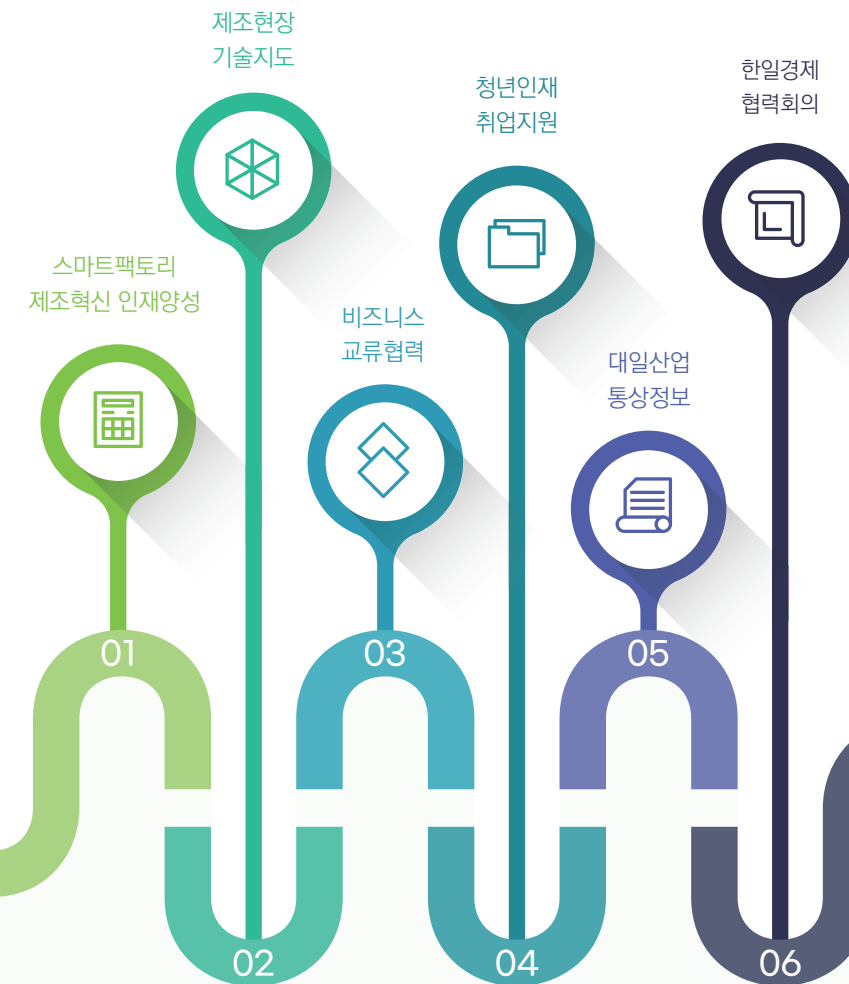 스마트팩토리
제조혁신 인재양성
01
제조현장
기술지도
02
비즈니스
교류협력
03
청년인재
취업지원
04
대일산업
통상정보
05
한일경제
협력회의
06